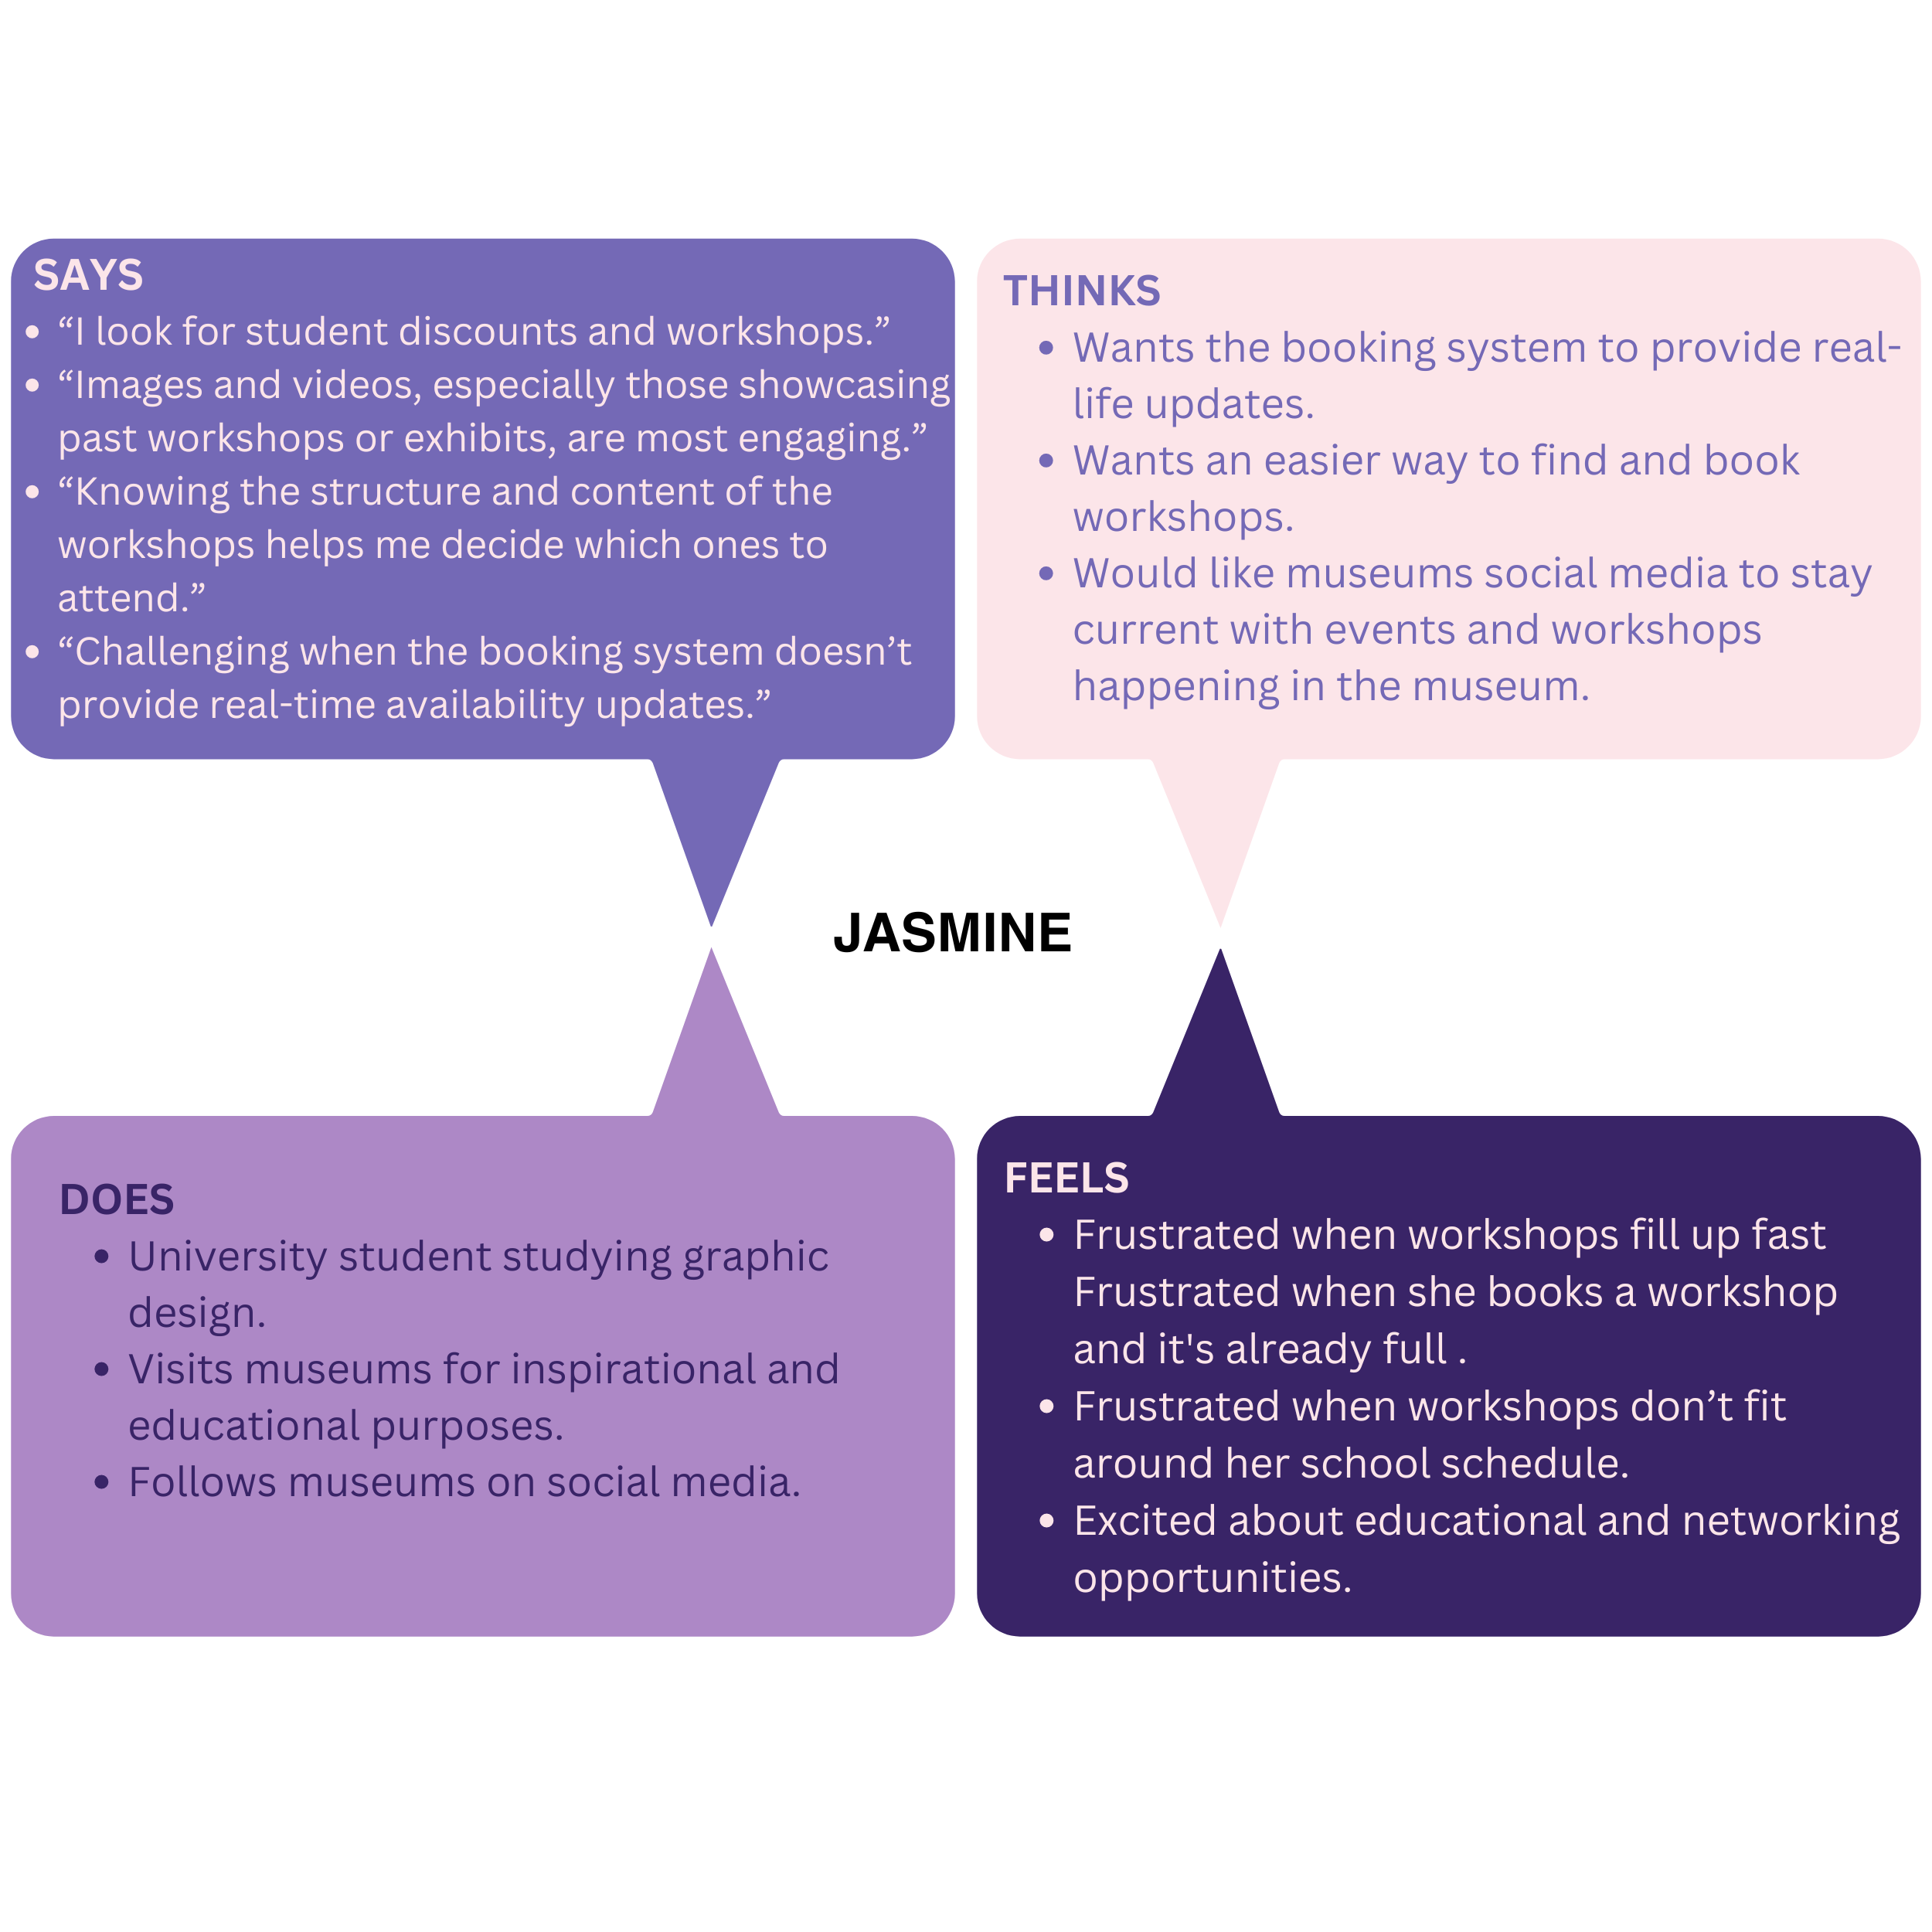 SAYS
• “I look for student discounts and workshops.”
• “Images and videos, especially those showcasing
past workshops or exhibits, are most engaging.”
• “Knowing the structure and content of the
workshops helps me decide which ones to
attend.”
• “Challenging when the booking system doesn’t
provide real-time availability updates.”
THINKS
• Wants the booking system to provide real-
life updates.
• Wants an easier way to find and book
workshops.
• Would like museums social media to stay
current with events and workshops
happening in the museum.
JASMINE
DOES
• University student studying graphic
design.
• Visits museums for inspirational and
educational purposes.
• Follows museums on social media.
FEELS
• Frustrated when workshops fill up fast
Frustrated when she books a workshop
and it's already full .
• Frustrated when workshops don’t fit
around her school schedule.
• Excited about educational and networking
opportunities.